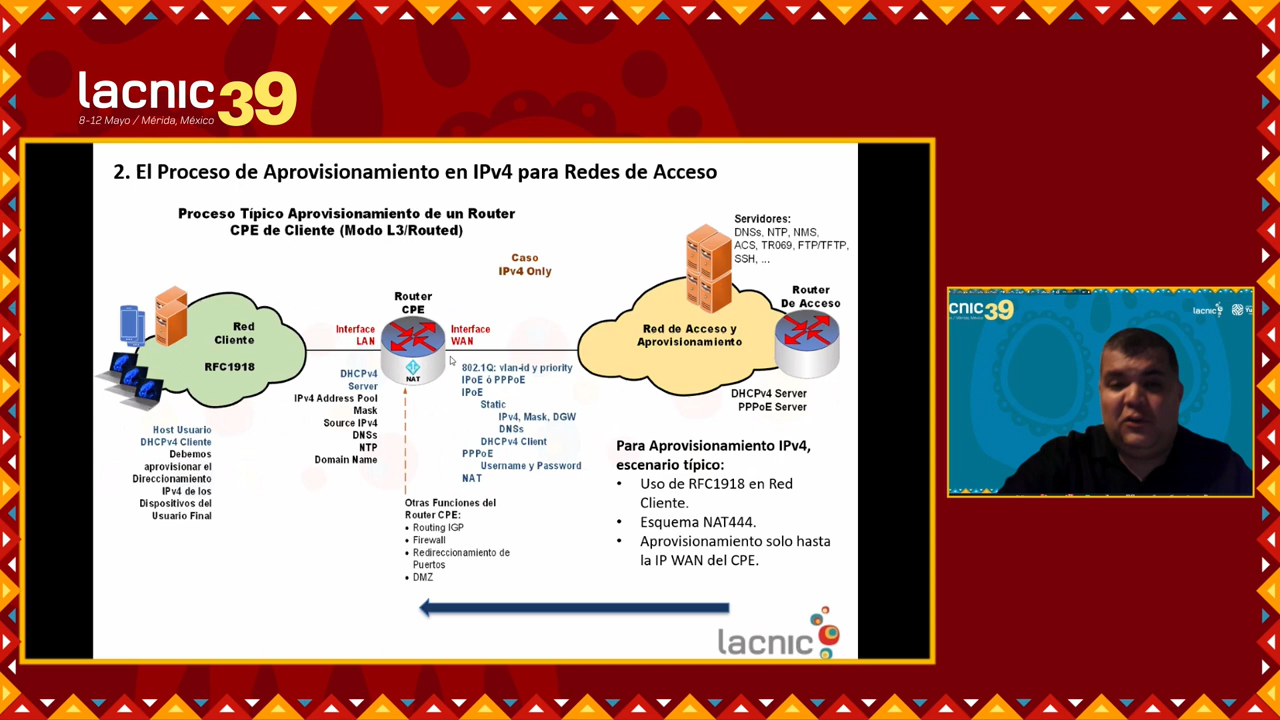 lacnic 39
8-12 Mayo / Mérida, México
2. El Proceso de Aprovisionamiento en IPv4 para Redes de Acceso
Proceso Típico Aprovisionamiento de un Router
CPE de Cliente (Modo L3/Routed)
Caso
IPv4 Only
Servidores:
DNSs, NTP, NMS,
ACS, TR069, FTP/TFTP,
SSH, ...
Router
De Acceso
Router
CPE
Interface
LAN
Interface
WAN
NAT
Red
Cliente
RFC1918
Red de Acceso y
Aprovisionamiento
DHCPv4 Server
PPPoE Server
Host Usuario
DHCPv4 Cliente
Debemos
aprovisionar el
Direccionamiento
IPv4 de los
Dispositivos del
Usuario Final
DHCPv4
Server
IPv4 Address Pool
Mask
Source IPv4
DNSs
NTP
Domain Name
802.1Q: vlan-id y priority
IPoE ó PPPoE
IPoE
Static
IPv4, Mask, DGW
DNSs
DHCPv4 Client
PPPoE
Username y Password
NAT
Otras Funciones del
Router CPE:
• Routing IGP
• Firewall
• Redireccionamiento de
Puertos
• DMZ
Para Aprovisionamiento IPv4,
escenario típico:
• Uso de RFC1918 en Red
Cliente.
• Esquema NAT444.
• Aprovisionamiento solo hasta
la IP WAN del CPE.
lacnic
cnic 39
lacnic